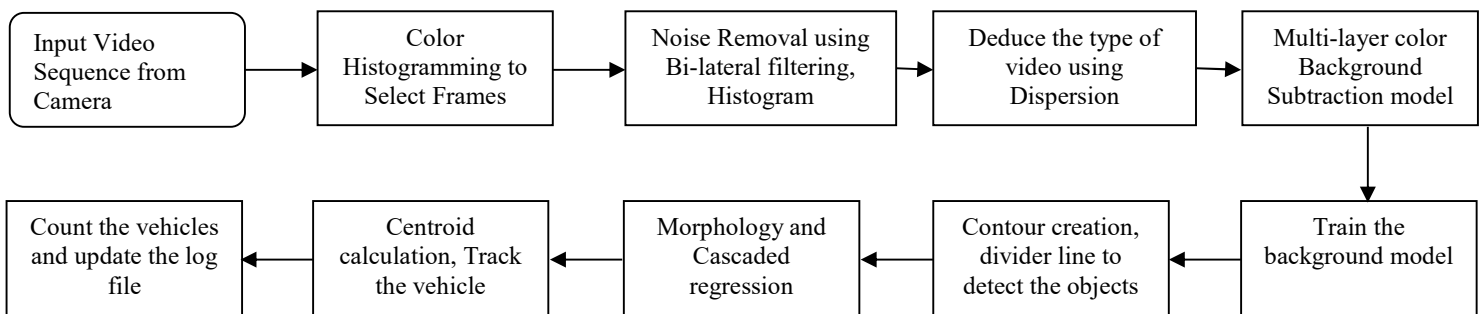 Input Video
Sequence from
Camera
Color
Histogramming to
Select Frames
Noise Removal using
Bi-lateral filtering,
Histogram
Deduce the type of
video using
Dispersion
Multi-layer color
Background
Subtraction model
Train the
background model
Contour creation,
divider line to
detect the objects
Morphology and
Cascaded
regression
Centroid
calculation, Track
the vehicle
Count the vehicles
and update the log
file